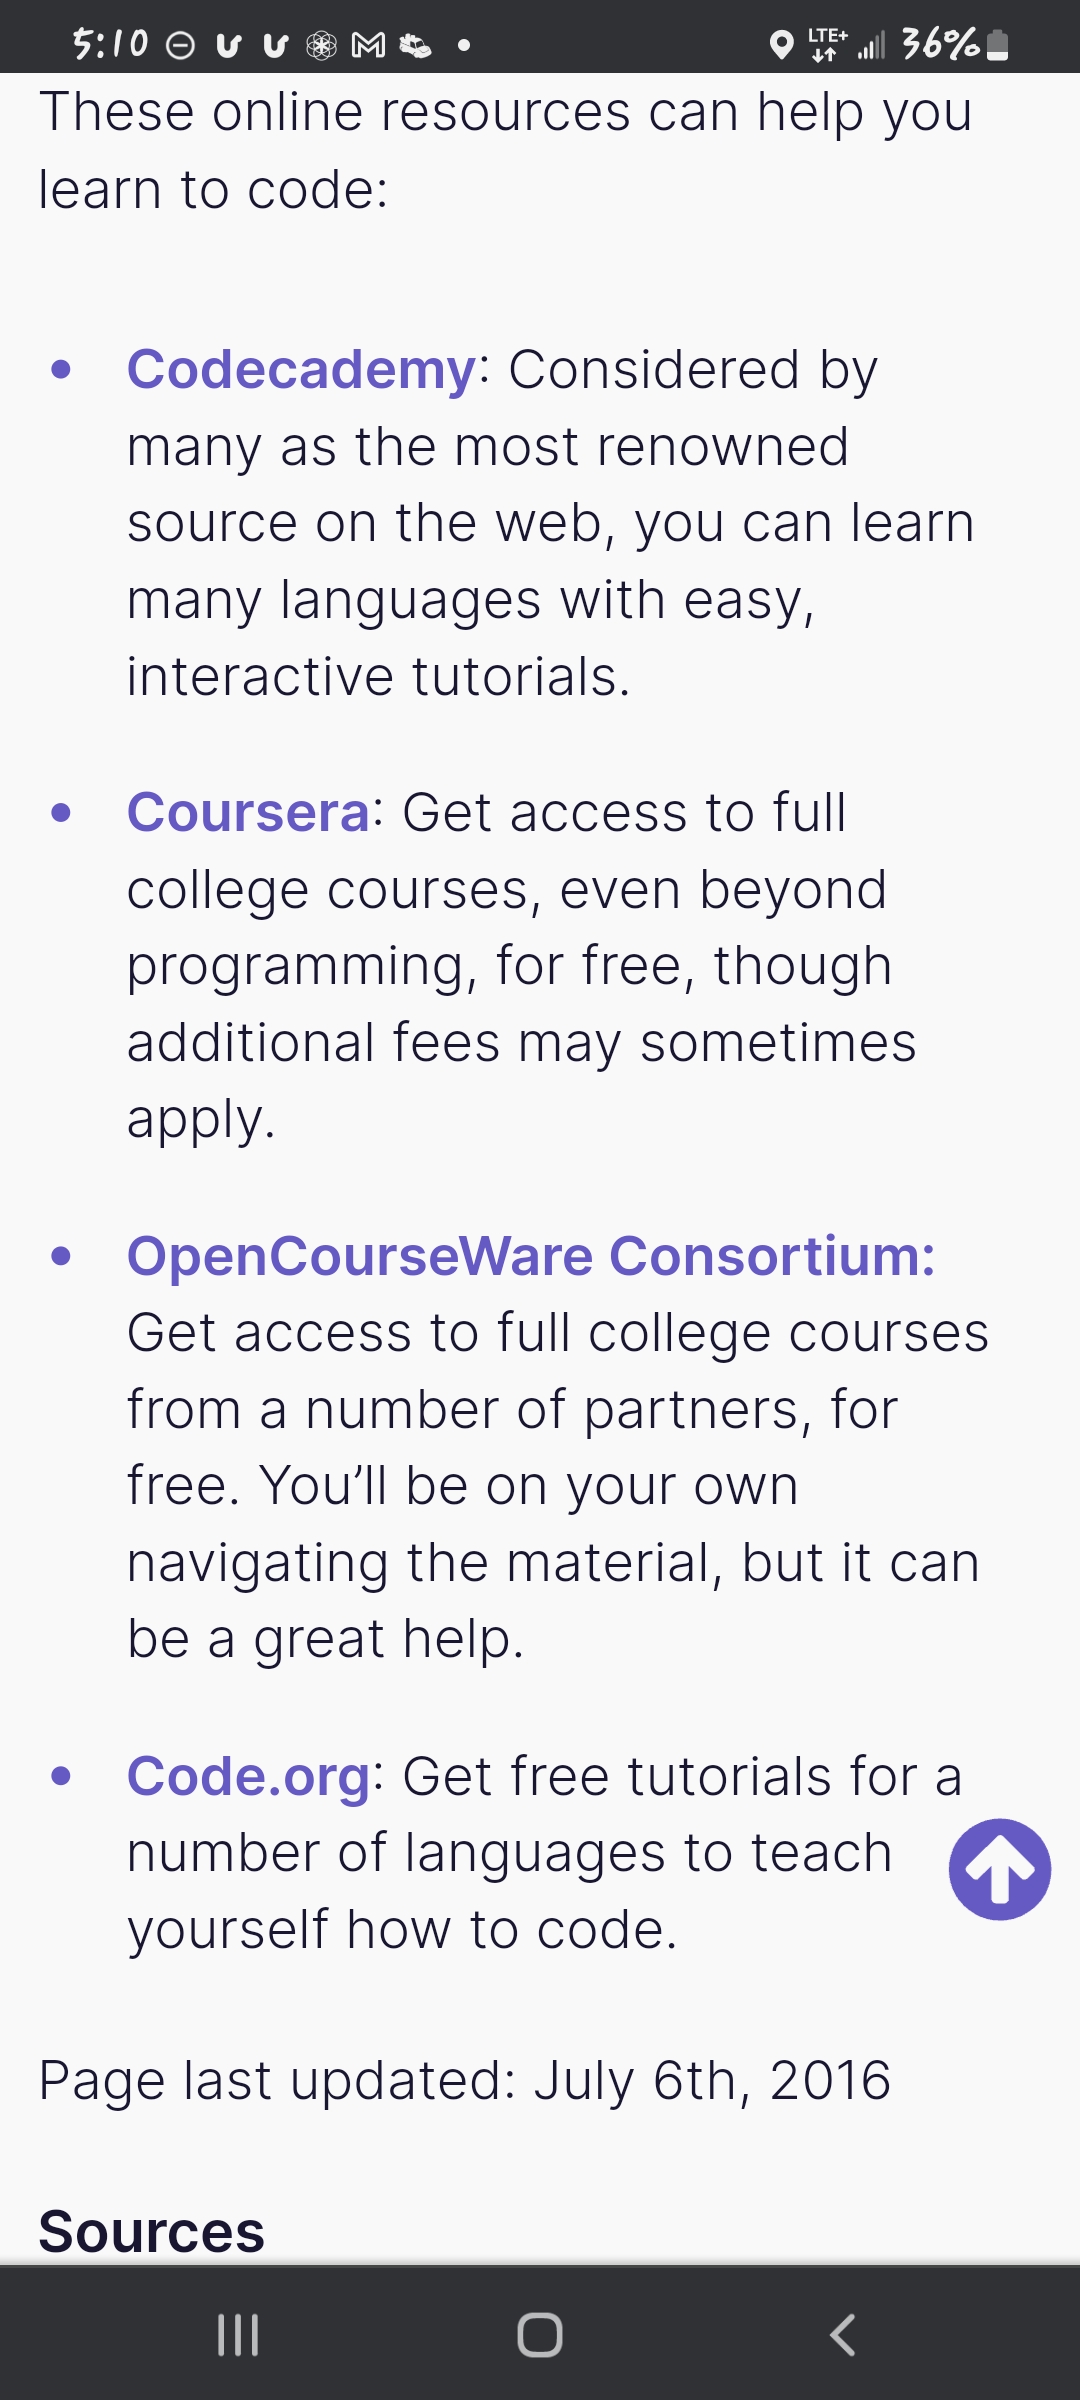 5:10
LTE+ 36%
These online resources can help you
learn to code:
• Codecademy: Considered by
many as the most renowned
source on the web, you can learn
many languages with easy,
interactive tutorials.
• Coursera: Get access to full
college courses, even beyond
programming, for free, though
additional fees may sometimes
apply.
• OpenCourseWare Consortium:
Get access to full college courses
from a number of partners, for
free. You’ll be on your own
navigating the material, but it can
be a great help.
• Code.org: Get free tutorials for a
number of languages to teach
yourself how to code.
Page last updated: July 6th, 2016
Sources